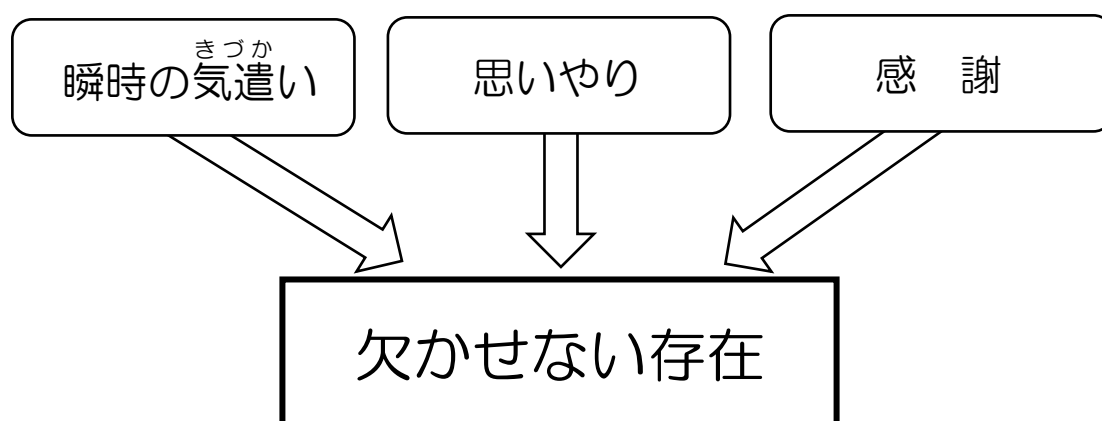 きづか
瞬時の気遣い
思いやり
感　謝
欠かせない存在